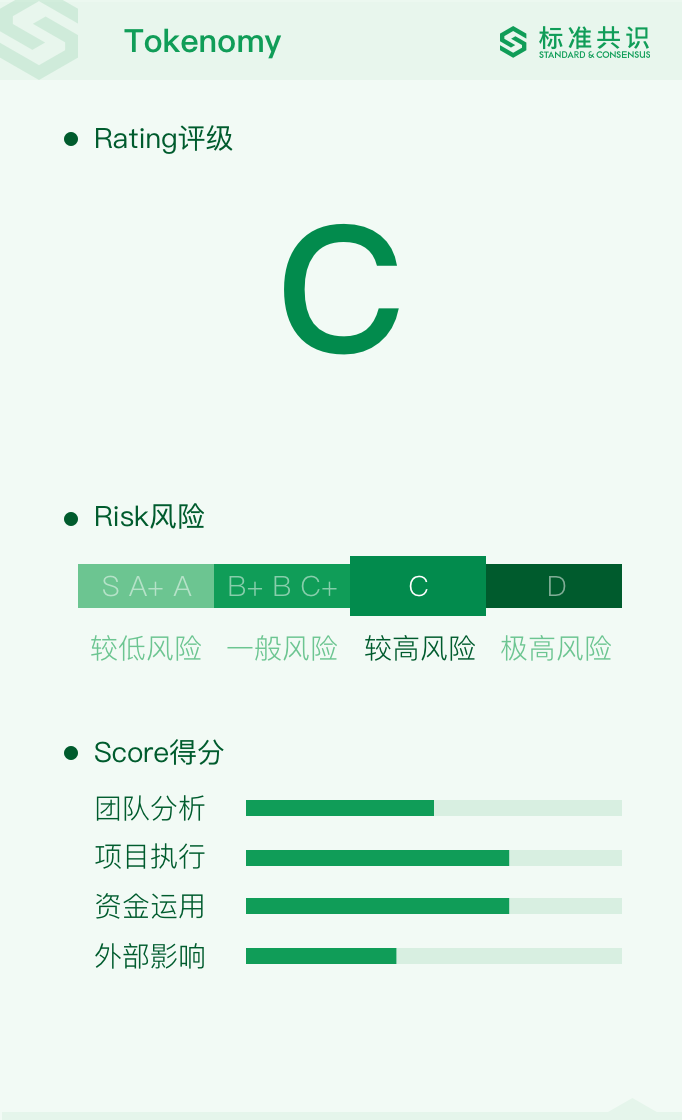 Tokenomy
标准共识
STANDARD & CONSENSUS
Rating评级
C
Risk风险
S A+ A B+ B C+ C D
较低风险 一般风险 较高风险 极高风险
Score得分
团队分析
项目执行
资金运用
外部影响